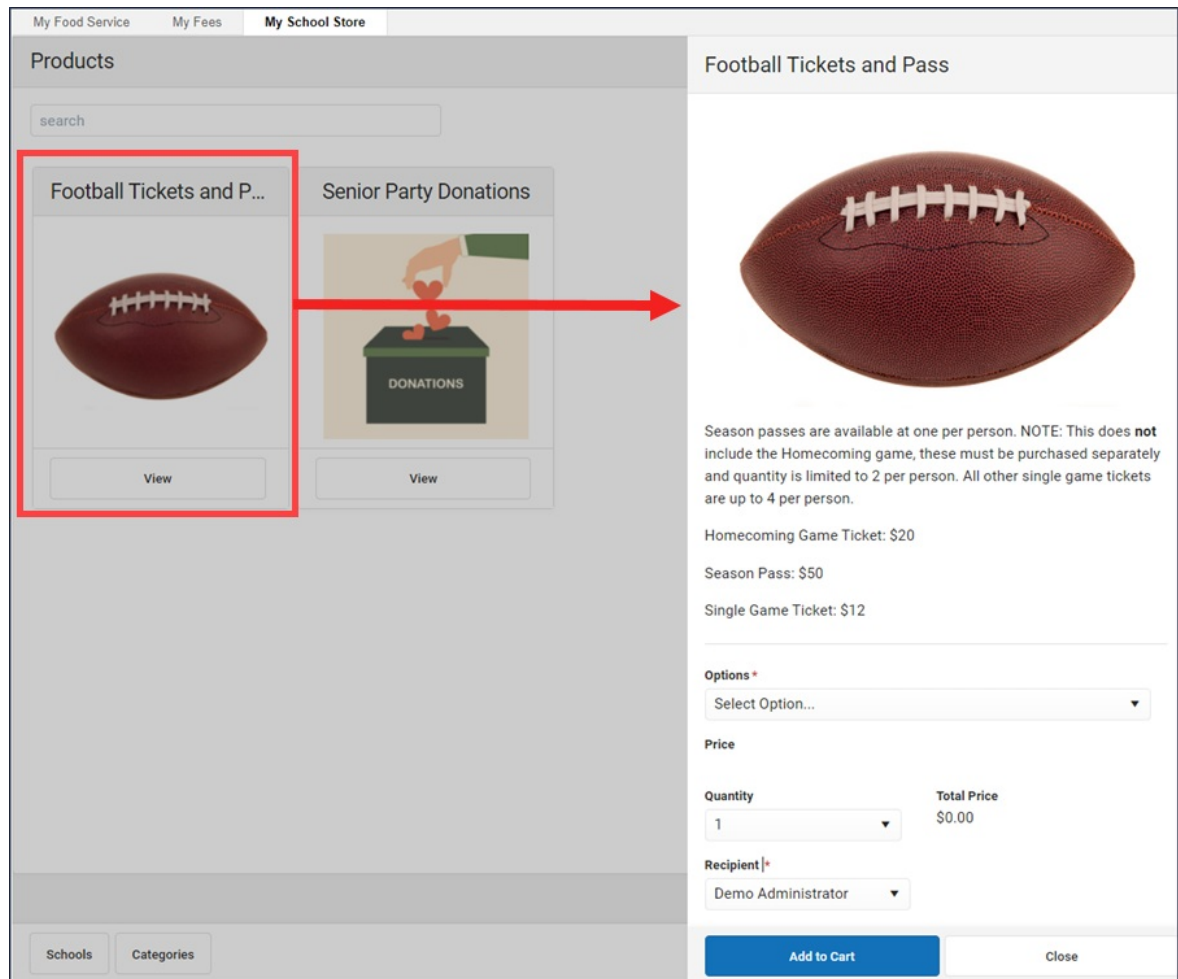 My Food Service My Fees My School Store
Products
search
Football Tickets and P...
View
Senior Party Donations
DONATIONS
View
Schools Categories
Football Tickets and Pass
Season passes are available at one per person. NOTE: This does not
include the Homecoming game, these must be purchased separately
and quantity is limited to 2 per person. All other single game tickets
are up to 4 per person.
Homecoming Game Ticket: $20
Season Pass: $50
Single Game Ticket: $12
Options *
Select Option...
Price
Quantity Total Price
1 $0.00
Recipient *
Demo Administrator
Add to Cart Close